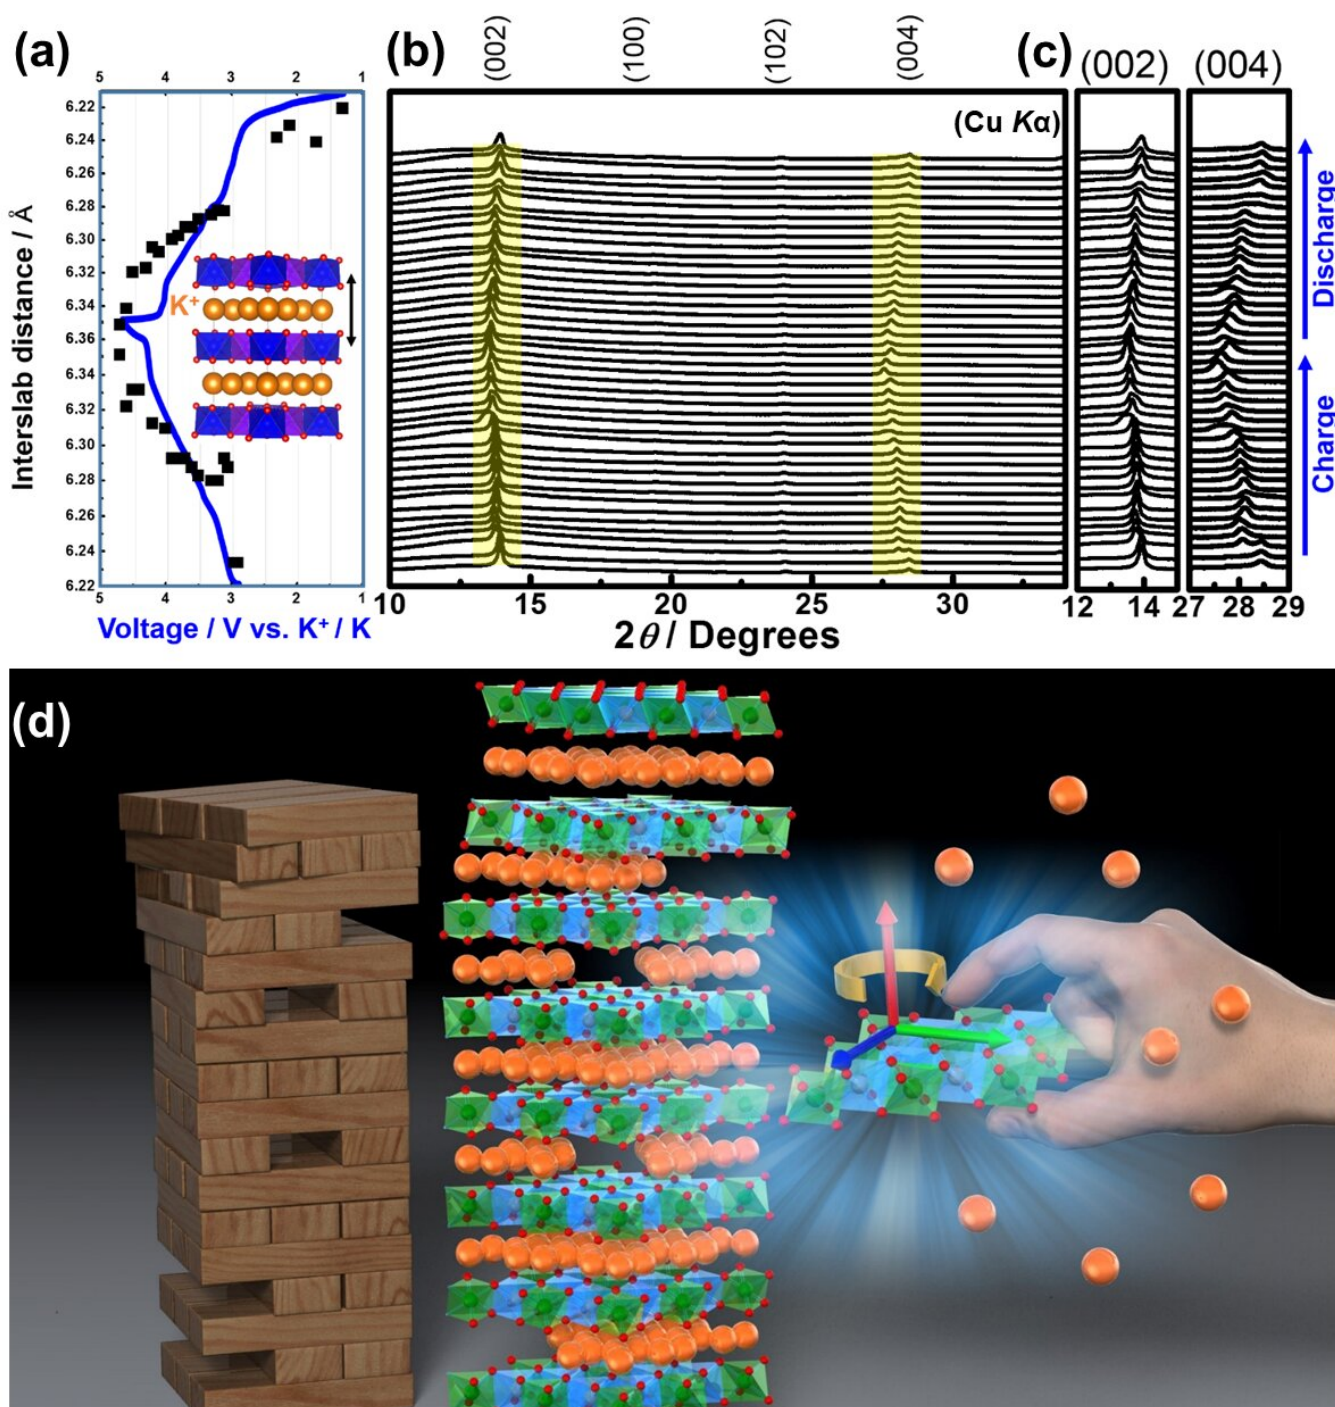 (a)
5 4 3 2 1
6.22
6.24
6.26
6.28
6.30
6.32
6.34
6.36
6.34
6.32
6.30
6.28
6.26
6.24
6.22
Interslab distance / Å
K⁺
5 4 3 2 1
Voltage / V vs. K⁺ / K
(b)
(002)
(100)
(102)
(004)
(Cu Kα)
10 15 20 25 30
2θ / Degrees
(c)
(002) (004)
12 14 27 28 29
Discharge
Charge
(d)